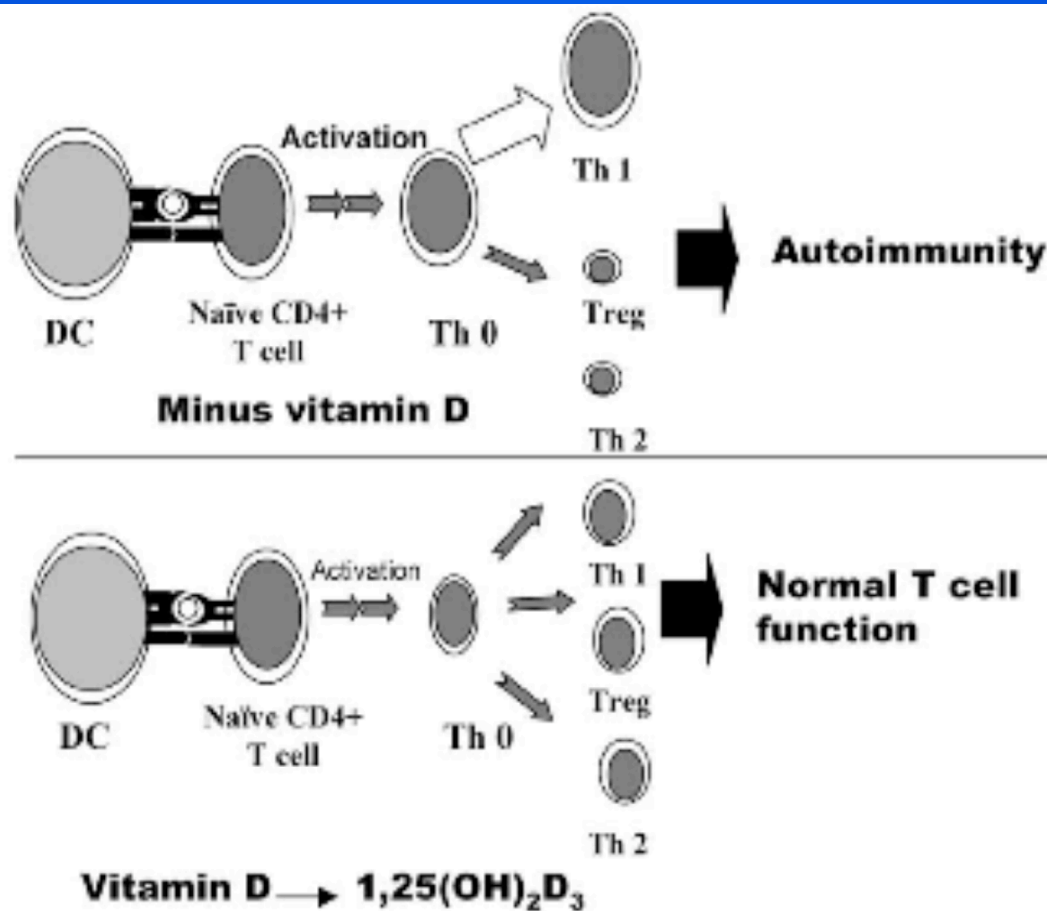 Activation
Th 1
Autoimmunity
DC
Naïve CD4+
T cell
Th 0
Treg
Minus vitamin D
Th 2
Activation
Th 1
Normal T cell
function
DC
Naïve CD4+
T cell
Th 0
Treg
Th 2
Vitamin D → 1,25(OH)₂D₃